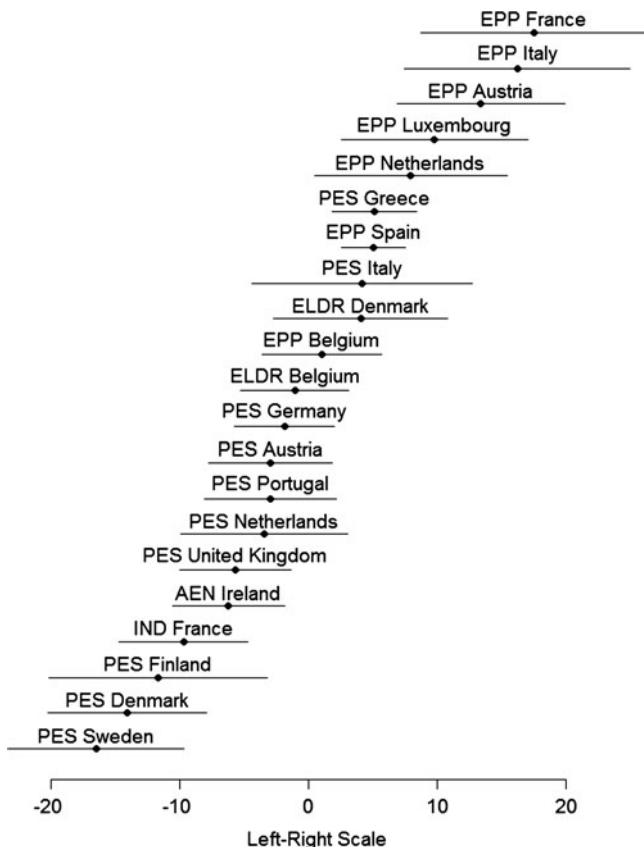 EPP France
EPP Italy
EPP Austria
EPP Luxembourg
EPP Netherlands
PES Greece
EPP Spain
PES Italy
ELDR Denmark
EPP Belgium
ELDR Belgium
PES Germany
PES Austria
PES Portugal
PES Netherlands
PES United Kingdom
AEN Ireland
IND France
PES Finland
PES Denmark
PES Sweden
-20 -10 0 10 20
Left-Right Scale